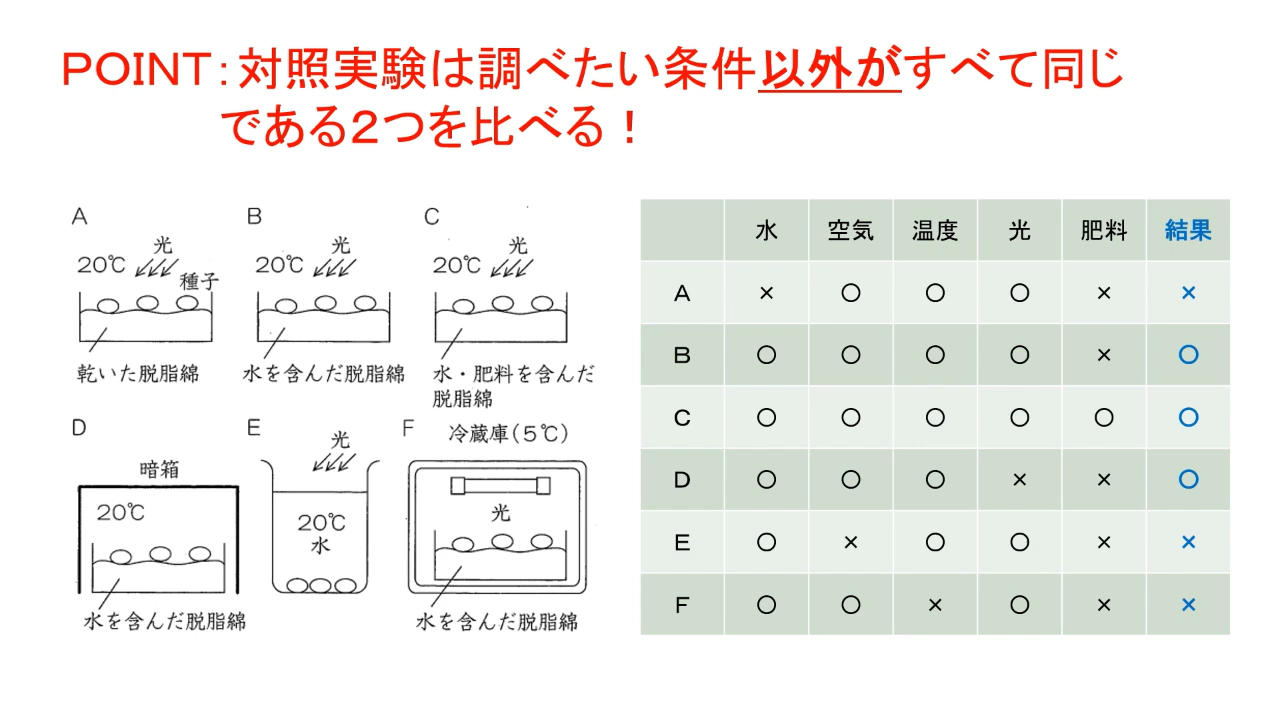 POINT:対照実験は調べたい条件以外がすべて同じ
である2つを比べる！
A
光
20℃
種子
乾いた脱脂綿
B
光
20℃
水を含んだ脱脂綿
C
光
20℃
水・肥料を含んだ
脱脂綿
D
暗箱
20℃
水を含んだ脱脂綿
E
光
20℃
水
F
冷蔵庫(5℃)
光
水を含んだ脱脂綿
水 空気 温度 光 肥料 結果
A × ○ ○ ○ × ×
B ○ ○ ○ ○ × ○
C ○ ○ ○ ○ ○ ○
D ○ ○ ○ × × ○
E ○ × ○ ○ × ×
F ○ ○ × ○ × ×